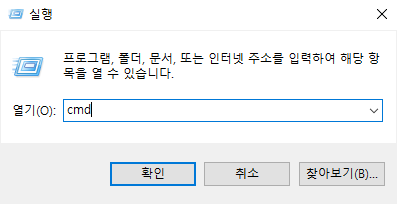 실행
프로그램, 폴더, 문서, 또는 인터넷 주소를 입력하여 해당 항
목을 열 수 있습니다.
열기(O): cmd
확인 취소 찾아보기(B)...